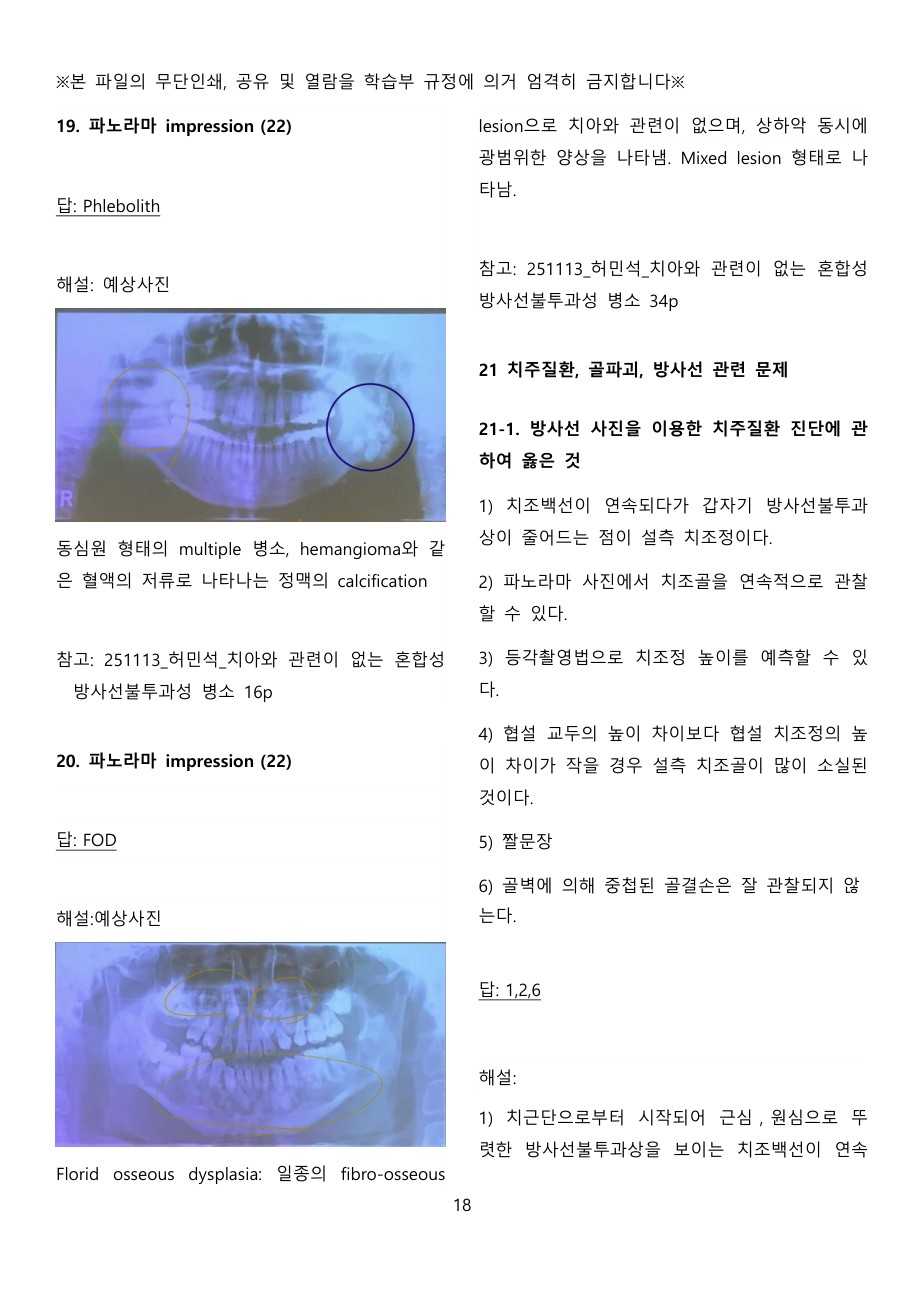 ※본 파일의 무단인쇄, 공유 및 열람을 학습부 규정에 의거 엄격히 금지합니다※
19. 파노라마 impression (22)
답: Phlebolith
해설: 예상사진
R
동심원 형태의 multiple 병소, hemangioma와 같
은 혈액의 저류로 나타나는 정맥의 calcification
참고: 251113_허민석_치아와 관련이 없는 혼합성
방사선불투과성 병소 16p
20. 파노라마 impression (22)
답: FOD
해설:예상사진
Florid osseous dysplasia: 일종의 fibro-osseous
lesion으로 치아와 관련이 없으며, 상하악 동시에
광범위한 양상을 나타냄. Mixed lesion 형태로 나
타남.
참고: 251113_허민석_치아와 관련이 없는 혼합성
방사선불투과성 병소 34p
21 치주질환, 골파괴, 방사선 관련 문제
21-1. 방사선 사진을 이용한 치주질환 진단에 관
하여 옳은 것
1) 치조백선이 연속되다가 갑자기 방사선불투과
상이 줄어드는 점이 설측 치조정이다.
2) 파노라마 사진에서 치조골을 연속적으로 관찰
할 수 있다.
3) 등각촬영법으로 치조정 높이를 예측할 수 있
다.
4) 협설 교두의 높이 차이보다 협설 치조정의 높
이 차이가 작을 경우 설측 치조골이 많이 소실된
것이다.
5) 짤문장
6) 골벽에 의해 중첩된 골결손은 잘 관찰되지 않
는다.
답: 1,2,6
해설:
1) 치근단으로부터 시작되어 근심 , 원심으로 뚜
렷한 방사선불투과상을 보이는 치조백선이 연속
18